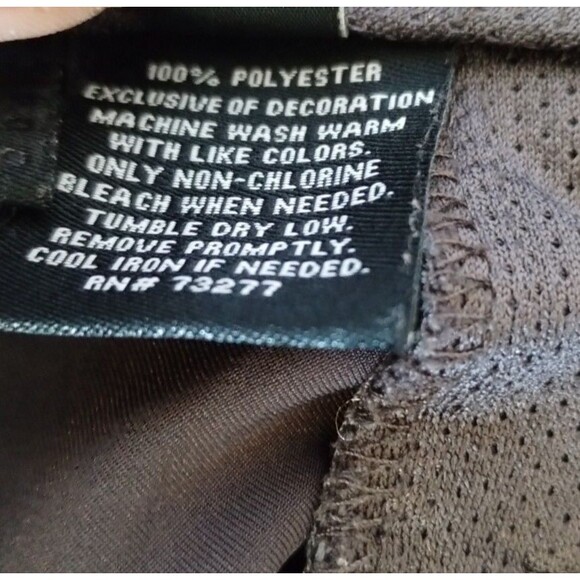 100% POLYESTER
EXCLUSIVE OF DECORATION
MACHINE WASH WARM
WITH LIKE COLORS.
ONLY NON-CHLORINE
BLEACH WHEN NEEDED.
TUMBLE DRY LOW.
REMOVE PROMPTLY.
COOL IRON IF NEEDED.
RN# 73277